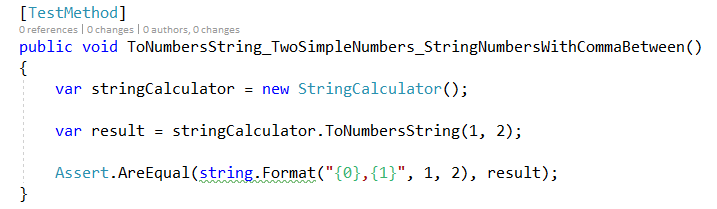 [TestMethod]
0 references | 0 changes | 0 authors, 0 changes
public void ToNumbersString_TwoSimpleNumbers_StringNumbersWithCommaBetween()
{
var stringCalculator = new StringCalculator();
var result = stringCalculator.ToNumbersString(1, 2);
Assert.AreEqual(string.Format("{0},{1}", 1, 2), result);
}